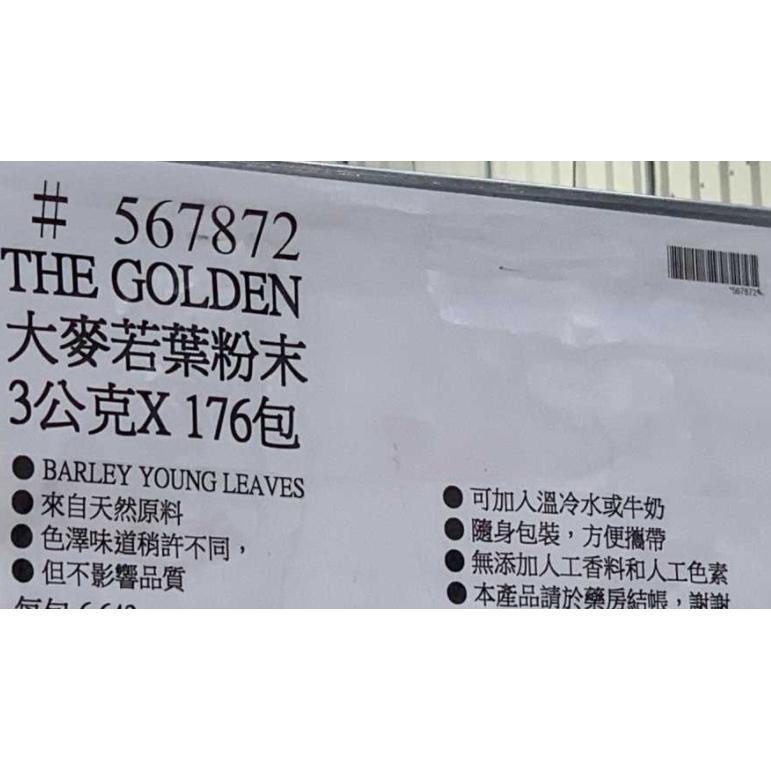 # 567872
THE GOLDEN
大麥若葉粉末
3公克X 176包
● BARLEY YOUNG LEAVES
● 來自天然原料
● 色澤味道稍許不同，
● 但不影響品質
● 可加入溫冷水或牛奶
● 隨身包裝，方便攜帶
● 無添加人工香料和人工色素
● 本產品請於藥房結帳，謝謝
*567872*